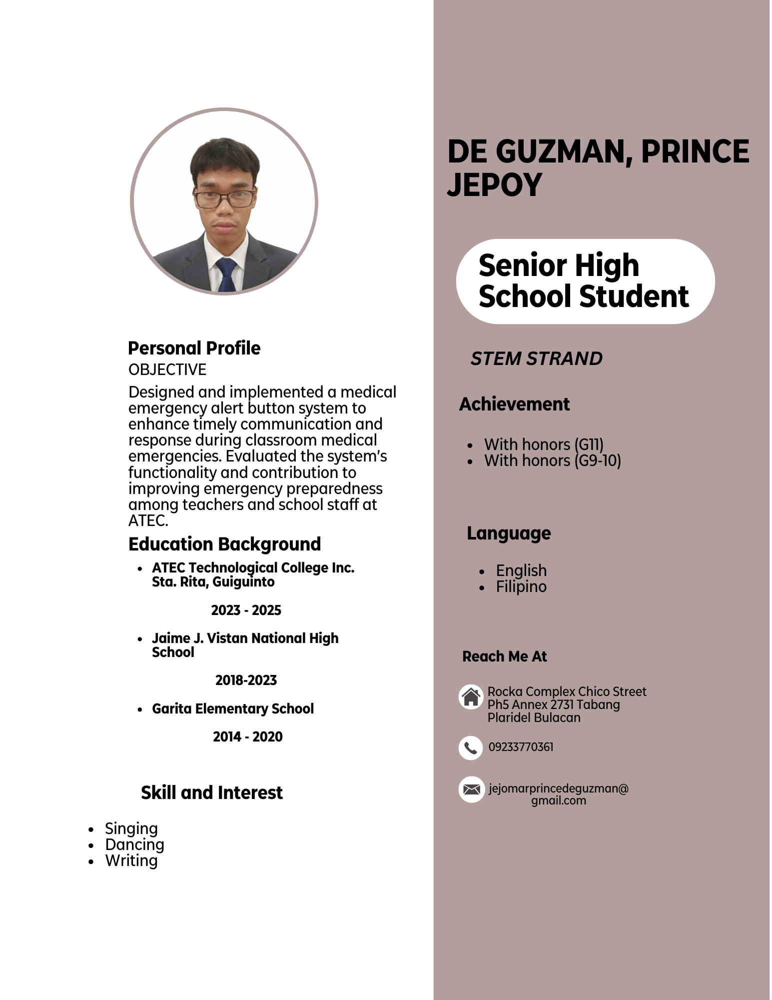 DE GUZMAN, PRINCE
JEPOY
Senior High
School Student
STEM STRAND
Personal Profile
OBJECTIVE
Designed and implemented a medical
emergency alert button system to
enhance timely communication and
response during classroom medical
emergencies. Evaluated the system’s
functionality and contribution to
improving emergency preparedness
among teachers and school staff at
ATEC.
Education Background
• ATEC Technological College Inc.
Sta. Rita, Guiguinto
2023 - 2025
• Jaime J. Vistan National High
School
2018-2023
• Garita Elementary School
2014 - 2020
Skill and Interest
• Singing
• Dancing
• Writing
Achievement
• With honors (G11)
• With honors (G9-10)
Language
• English
• Filipino
Reach Me At
Rocka Complex Chico Street
Ph5 Annex 2731 Tabang
Plaridel Bulacan
09233770361
jejomarprincedeguzman@
gmail.com